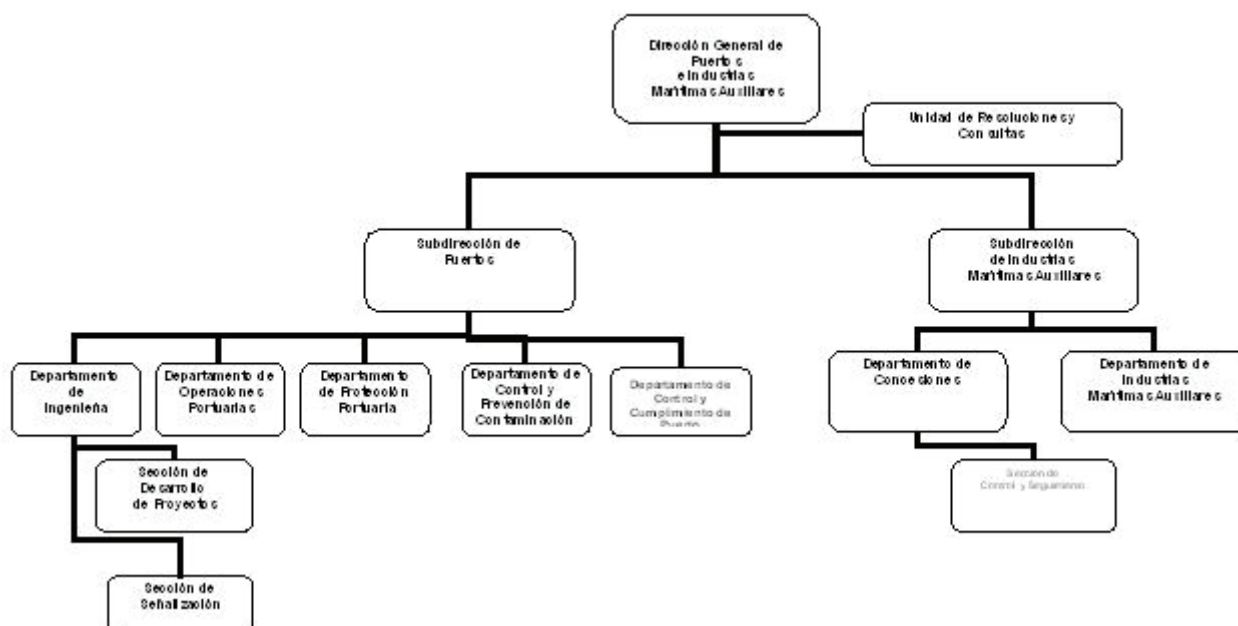 Dirección General de
Puertos
e Industrias
Marítimas Auxiliares
Unidad de Resoluciones y
Consultas
Subdirección de
Puertos
Subdirección
de Industrias
Marítimas Auxiliares
Departamento
de
Ingeniería
Departamento de
Operaciones
Portuarias
Departamento
de Protección
Portuaria
Departamento de
Control y
Prevención de
Contaminación
Departamento de
Control y
Cumplimiento de
Puerto
Departamento de
Concesiones
Departamento de
Industrias
Marítimas Auxiliares
Sección de
Desarrollo
de Proyectos
Sección de
Control y Seguimiento
Sección de
Señalización